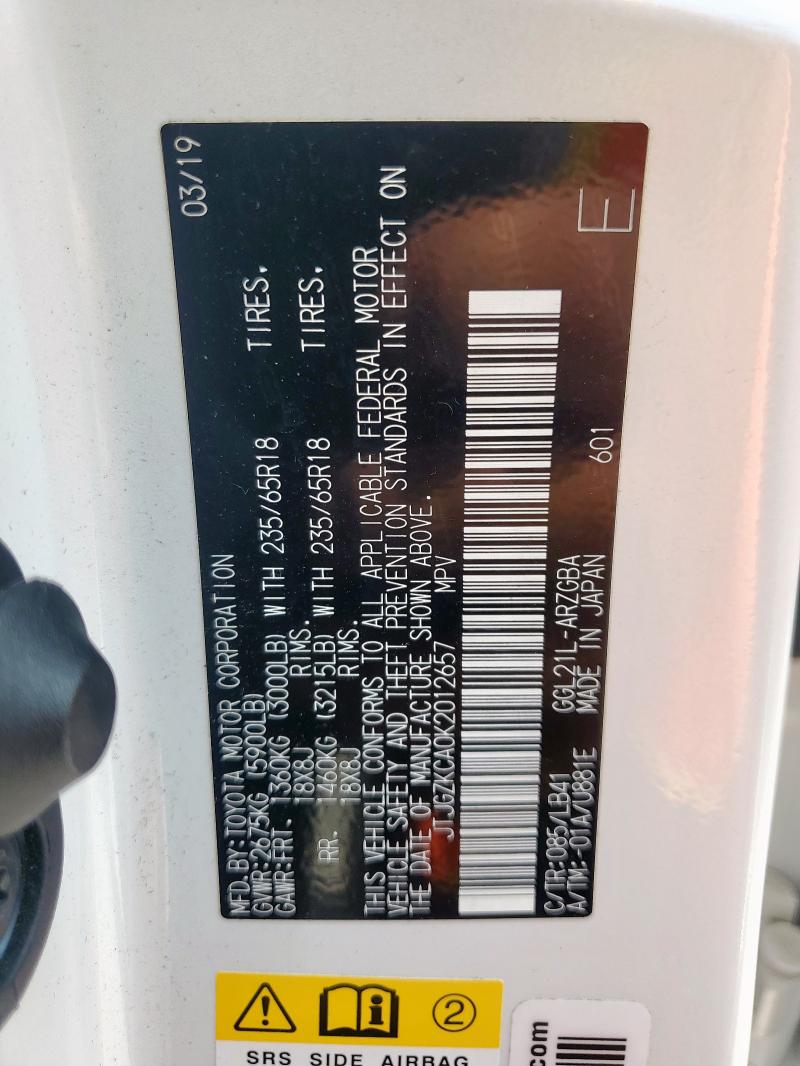 MFD.BY:TOYOTA MOTOR CORPORATION 03/19
GVWR:2675KG (5900LB)
GAWR:FRT. 1360KG (3000LB) WITH 235/65R18 TIRES.
18X8J RIMS.
RR. 1460KG (3215LB) WITH 235/65R18 TIRES.
18X8J RIMS.
THIS VEHICLE CONFORMS TO ALL APPLICABLE FEDERAL MOTOR
VEHICLE SAFETY AND THEFT PREVENTION STANDARDS IN EFFECT ON
THE DATE OF MANUFACTURE SHOWN ABOVE.
JTJGZKCA0K2012657 MPV
C/TR:085/LB41 GGL21L-ARZGBA 601 E
A/TM:-01A/U881E MADE IN JAPAN
2
SRS SIDE AIRBAG
.com